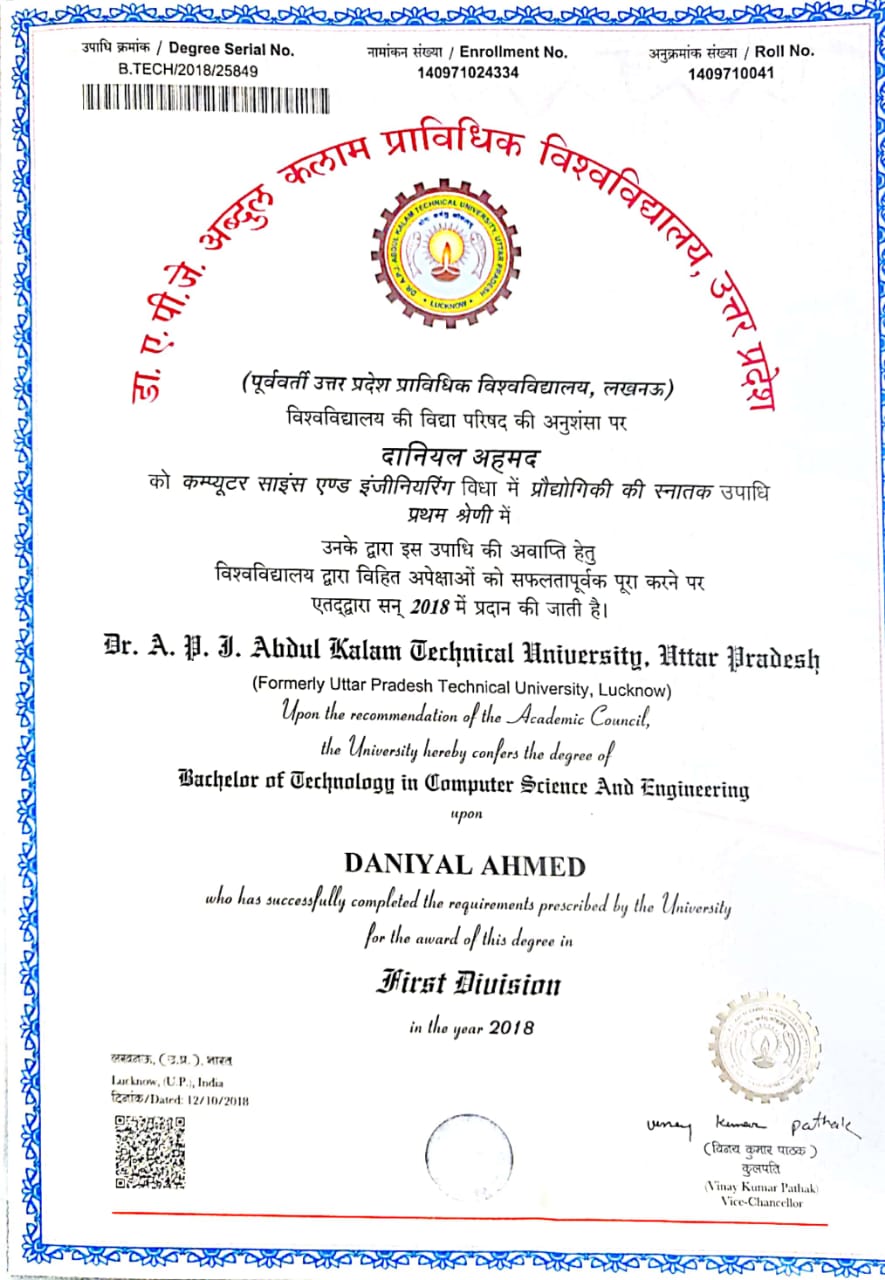 उपाधि क्रमांक / Degree Serial No.
B.TECH/2018/25849
नामांकन संख्या / Enrollment No.
140971024334
अनुक्रमांक संख्या / Roll No.
1409710041
डा. ए. पी.जे. अब्दुल कलाम प्राविधिक विश्वविद्यालय, उत्तर प्रदेश
DR. A.P.J. ABDUL KALAM TECHNICAL UNIVERSITY, UTTAR PRADESH
• LUCKNOW •
(पूर्ववर्ती उत्तर प्रदेश प्राविधिक विश्वविद्यालय, लखनऊ)
विश्वविद्यालय की विद्या परिषद की अनुशंसा पर
दानियल अहमद
को कम्प्यूटर साइंस एण्ड इंजीनियरिंग विधा में प्रौद्योगिकी की स्नातक उपाधि
प्रथम श्रेणी में
उनके द्वारा इस उपाधि की अवाप्ति हेतु
विश्वविद्यालय द्वारा विहित अपेक्षाओं को सफलतापूर्वक पूरा करने पर
एतद्द्वारा सन् 2018 में प्रदान की जाती है।
Dr. A. P. J. Abdul Kalam Technical University, Uttar Pradesh
(Formerly Uttar Pradesh Technical University, Lucknow)
Upon the recommendation of the Academic Council,
the University hereby confers the degree of
Bachelor of Technology in Computer Science And Engineering
upon
DANIYAL AHMED
who has successfully completed the requirements prescribed by the University
for the award of this degree in
First Division
in the year 2018
लखनऊ, (उ.प्र.), भारत
Lucknow, (U.P.), India
दिनांक/Dated: 12/10/2018
vinay kumar pathak
(विनय कुमार पाठक)
कुलपति
(Vinay Kumar Pathak)
Vice-Chancellor